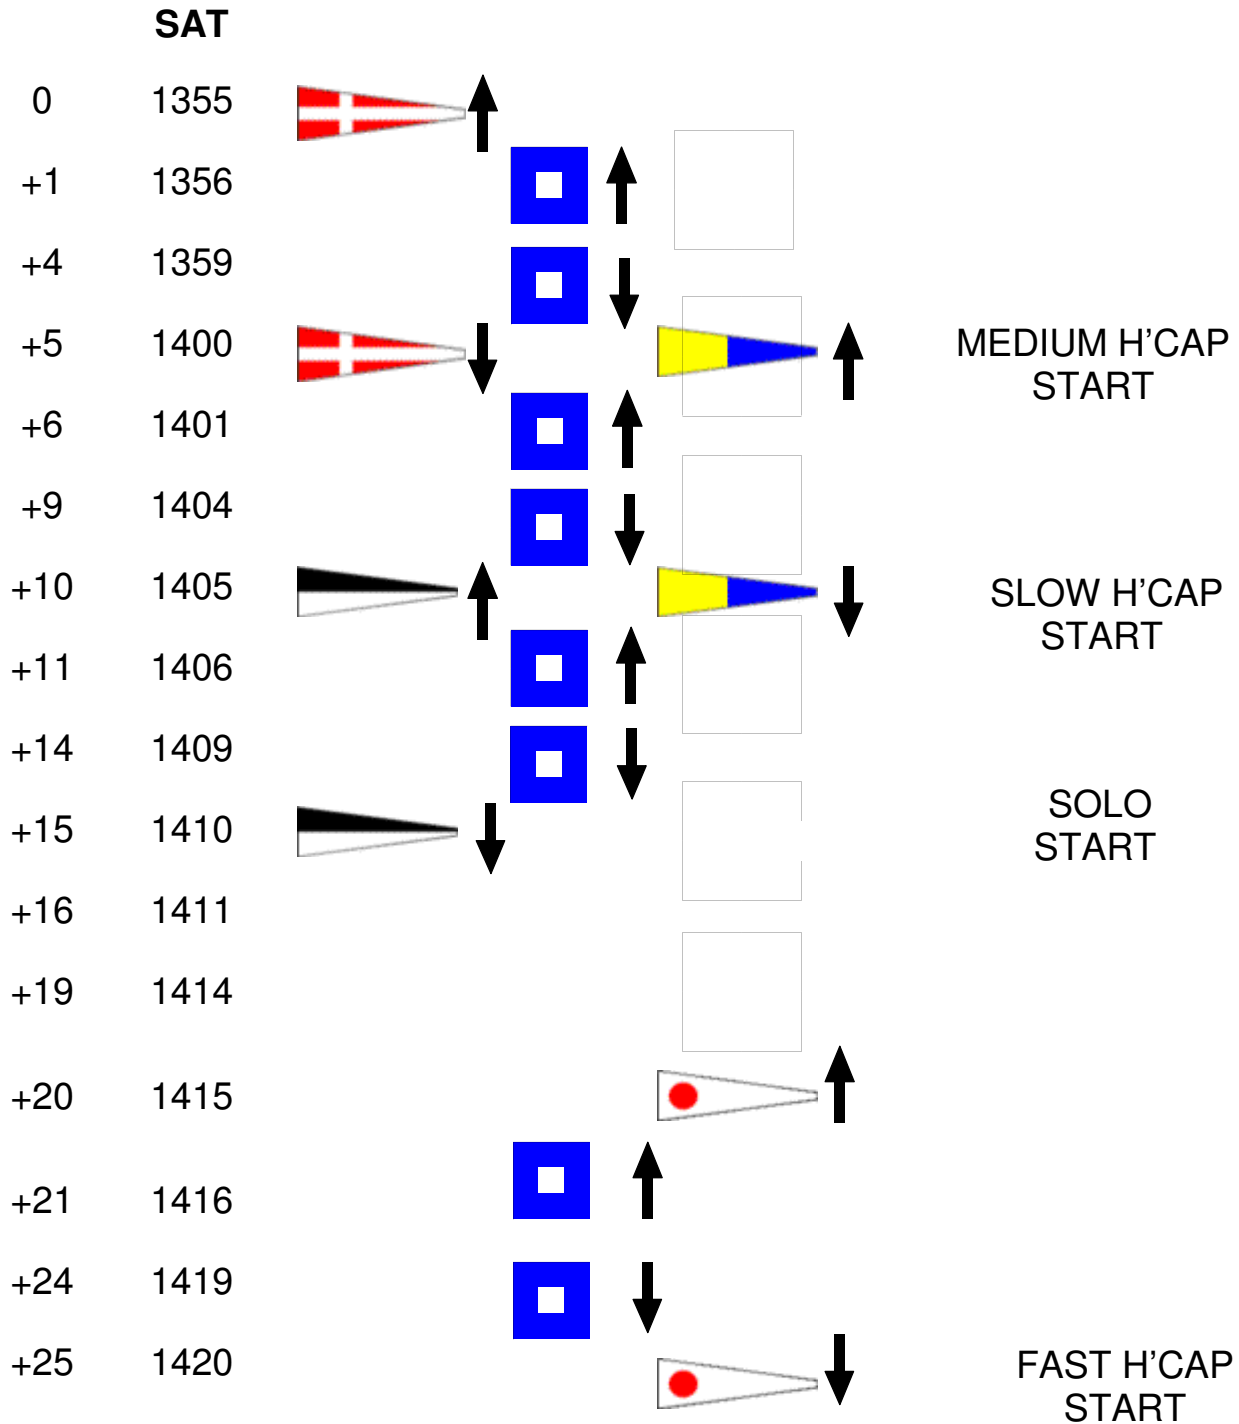 SAT
0 1355
+1 1356
+4 1359
+5 1400 MEDIUM H'CAP
START
+6 1401
+9 1404
+10 1405 SLOW H'CAP
START
+11 1406
+14 1409
SOLO
+15 1410 START
+16 1411
+19 1414
+20 1415
+21 1416
+24 1419
+25 1420 FAST H'CAP
START